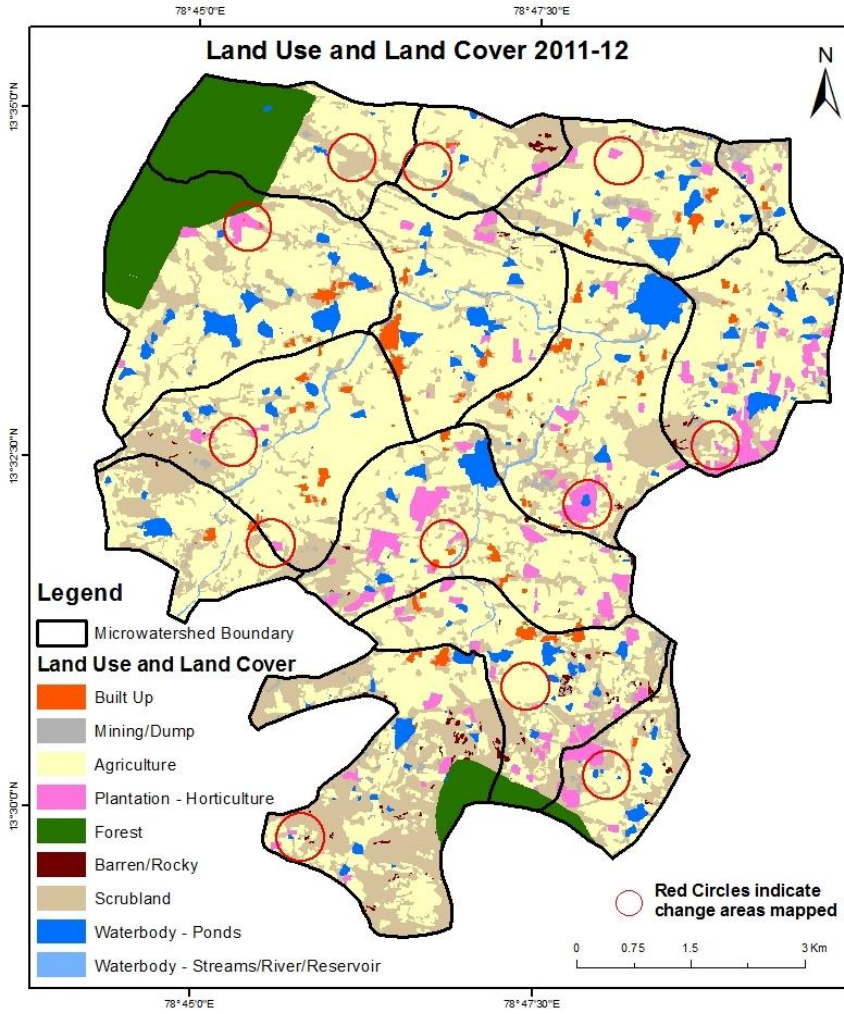 78°45'0"E
78°47'30"E
Land Use and Land Cover 2011-12
N
13°35'0"N
13°32'30"N
13°30'0"N
Legend
Microwatershed Boundary
Land Use and Land Cover
Built Up
Mining/Dump
Agriculture
Plantation - Horticulture
Forest
Barren/Rocky
Scrubland
Waterbody - Ponds
Waterbody - Streams/River/Reservoir
Red Circles indicate
change areas mapped
0 0.75 1.5 3 Km
78°45'0"E
78°47'30"E